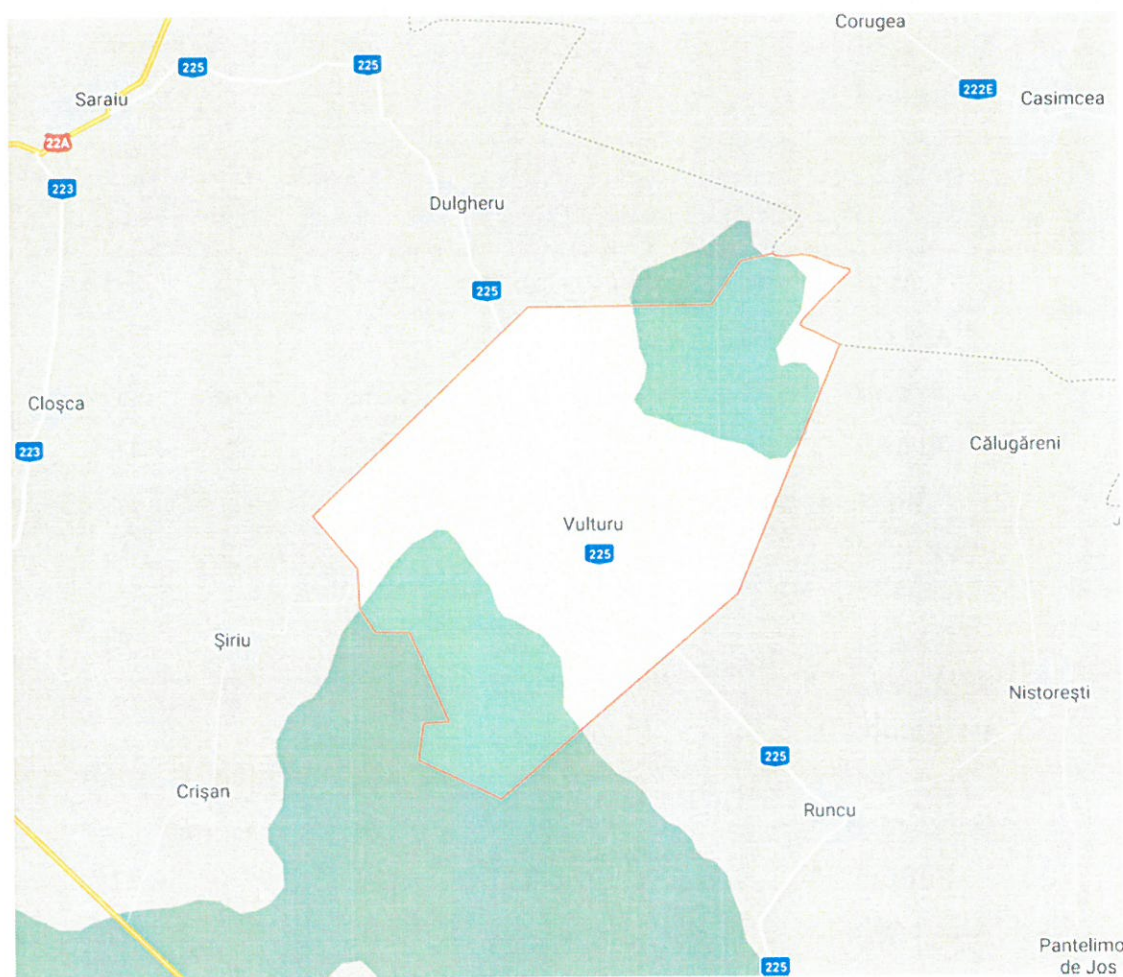 Corugea
225
225
222E
Saraiu
Casimcea
22A
223
Dulgheru
225
Cloşca
223
Călugăreni
Vulturu
225
J
Şiriu
Nistoreşti
225
Crişan
Runcu
Pantelimo
de Jos
225